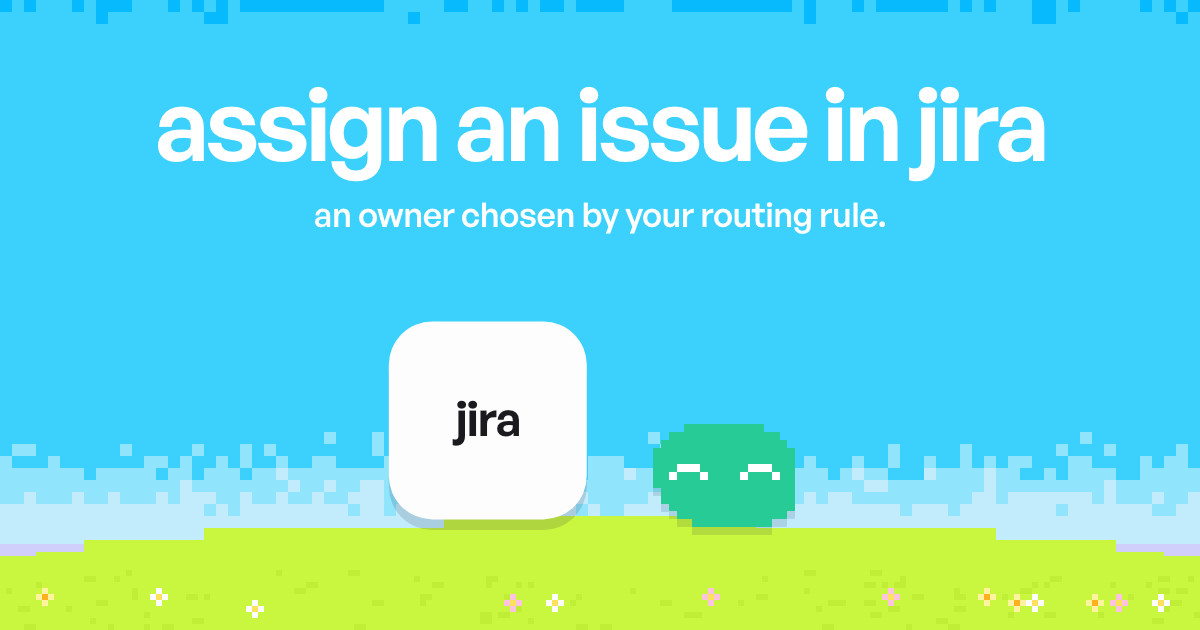 assign an issue in jira
an owner chosen by your routing rule.
jira